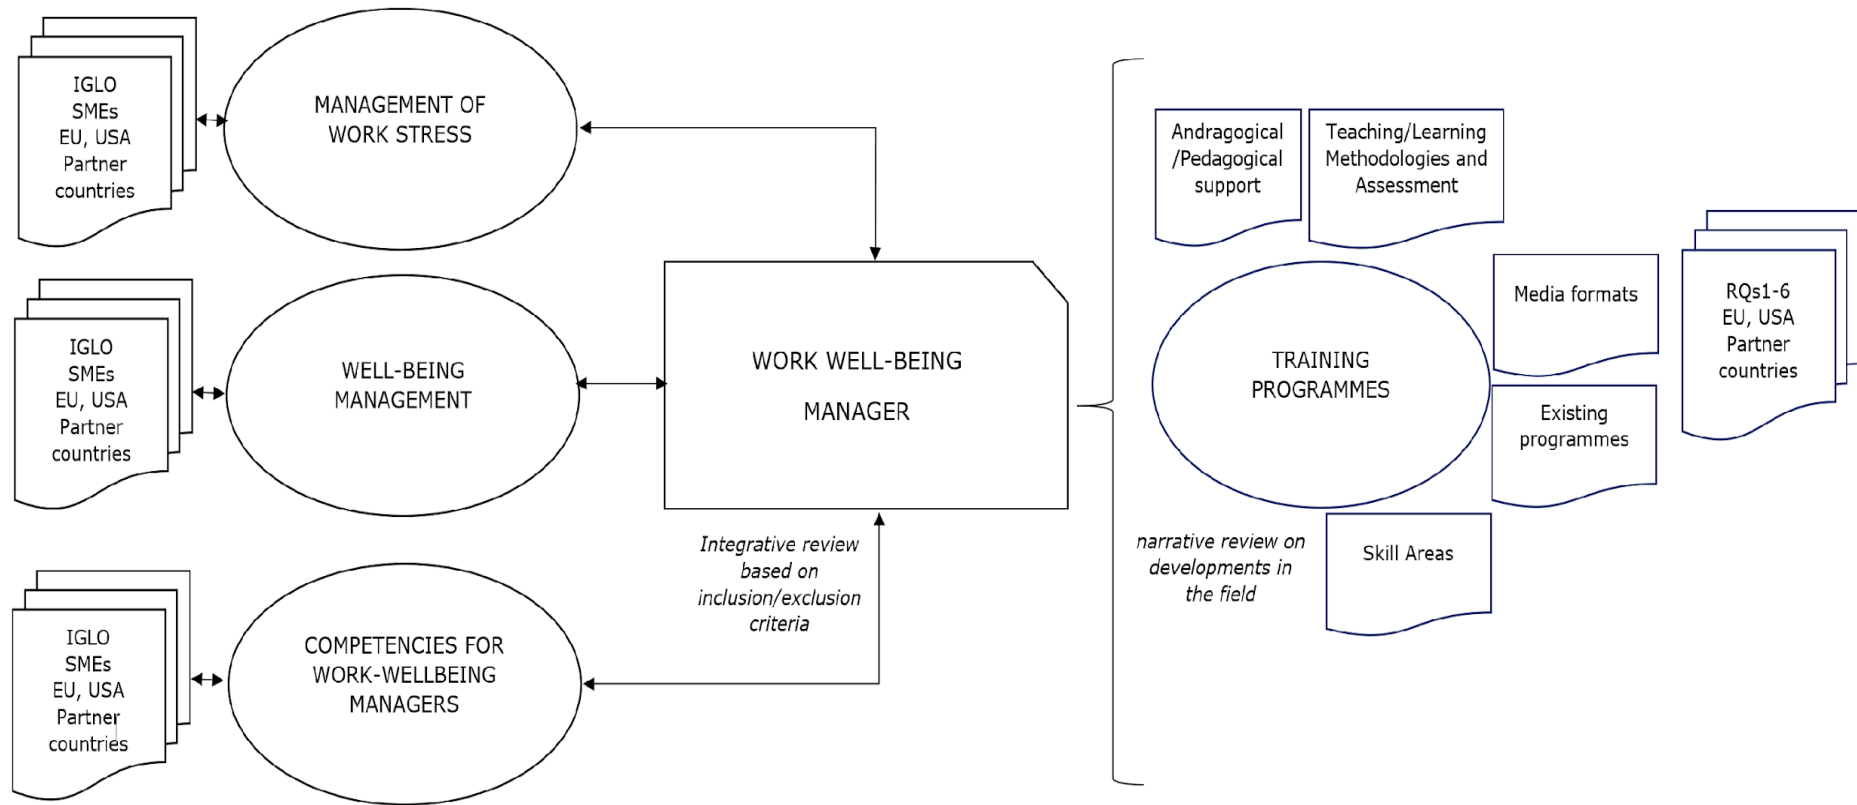 IGLO
SMEs
EU, USA
Partner
countries
MANAGEMENT OF
WORK STRESS
IGLO
SMEs
EU, USA
Partner
countries
WELL-BEING
MANAGEMENT
IGLO
SMEs
EU, USA
Partner
countries
COMPETENCIES FOR
WORK-WELLBEING
MANAGERS
WORK WELL-BEING
MANAGER
Integrative review
based on
inclusion/exclusion
criteria
Andragogical
/Pedagogical
support
Teaching/Learning
Methodologies and
Assessment
TRAINING
PROGRAMMES
Media formats
Existing
programmes
Skill Areas
narrative review on
developments in
the field
RQs1-6
EU, USA
Partner
countries